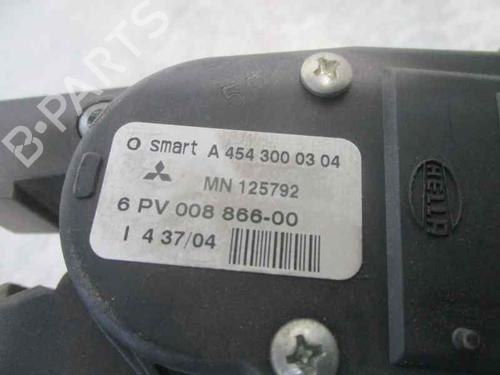 B-PARTS
smart A 454 300 03 04
MN 125792
6 PV 008 866-00
I 4 37/04
HELLA